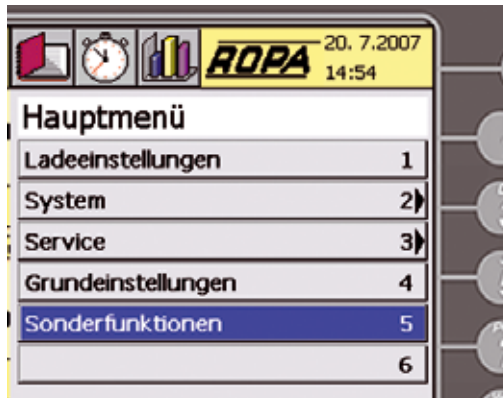 ROPA 20. 7.2007
14:54
Hauptmenü
Ladeeinstellungen 1
System 2
Service 3
Grundeinstellungen 4
Sonderfunktionen 5
6